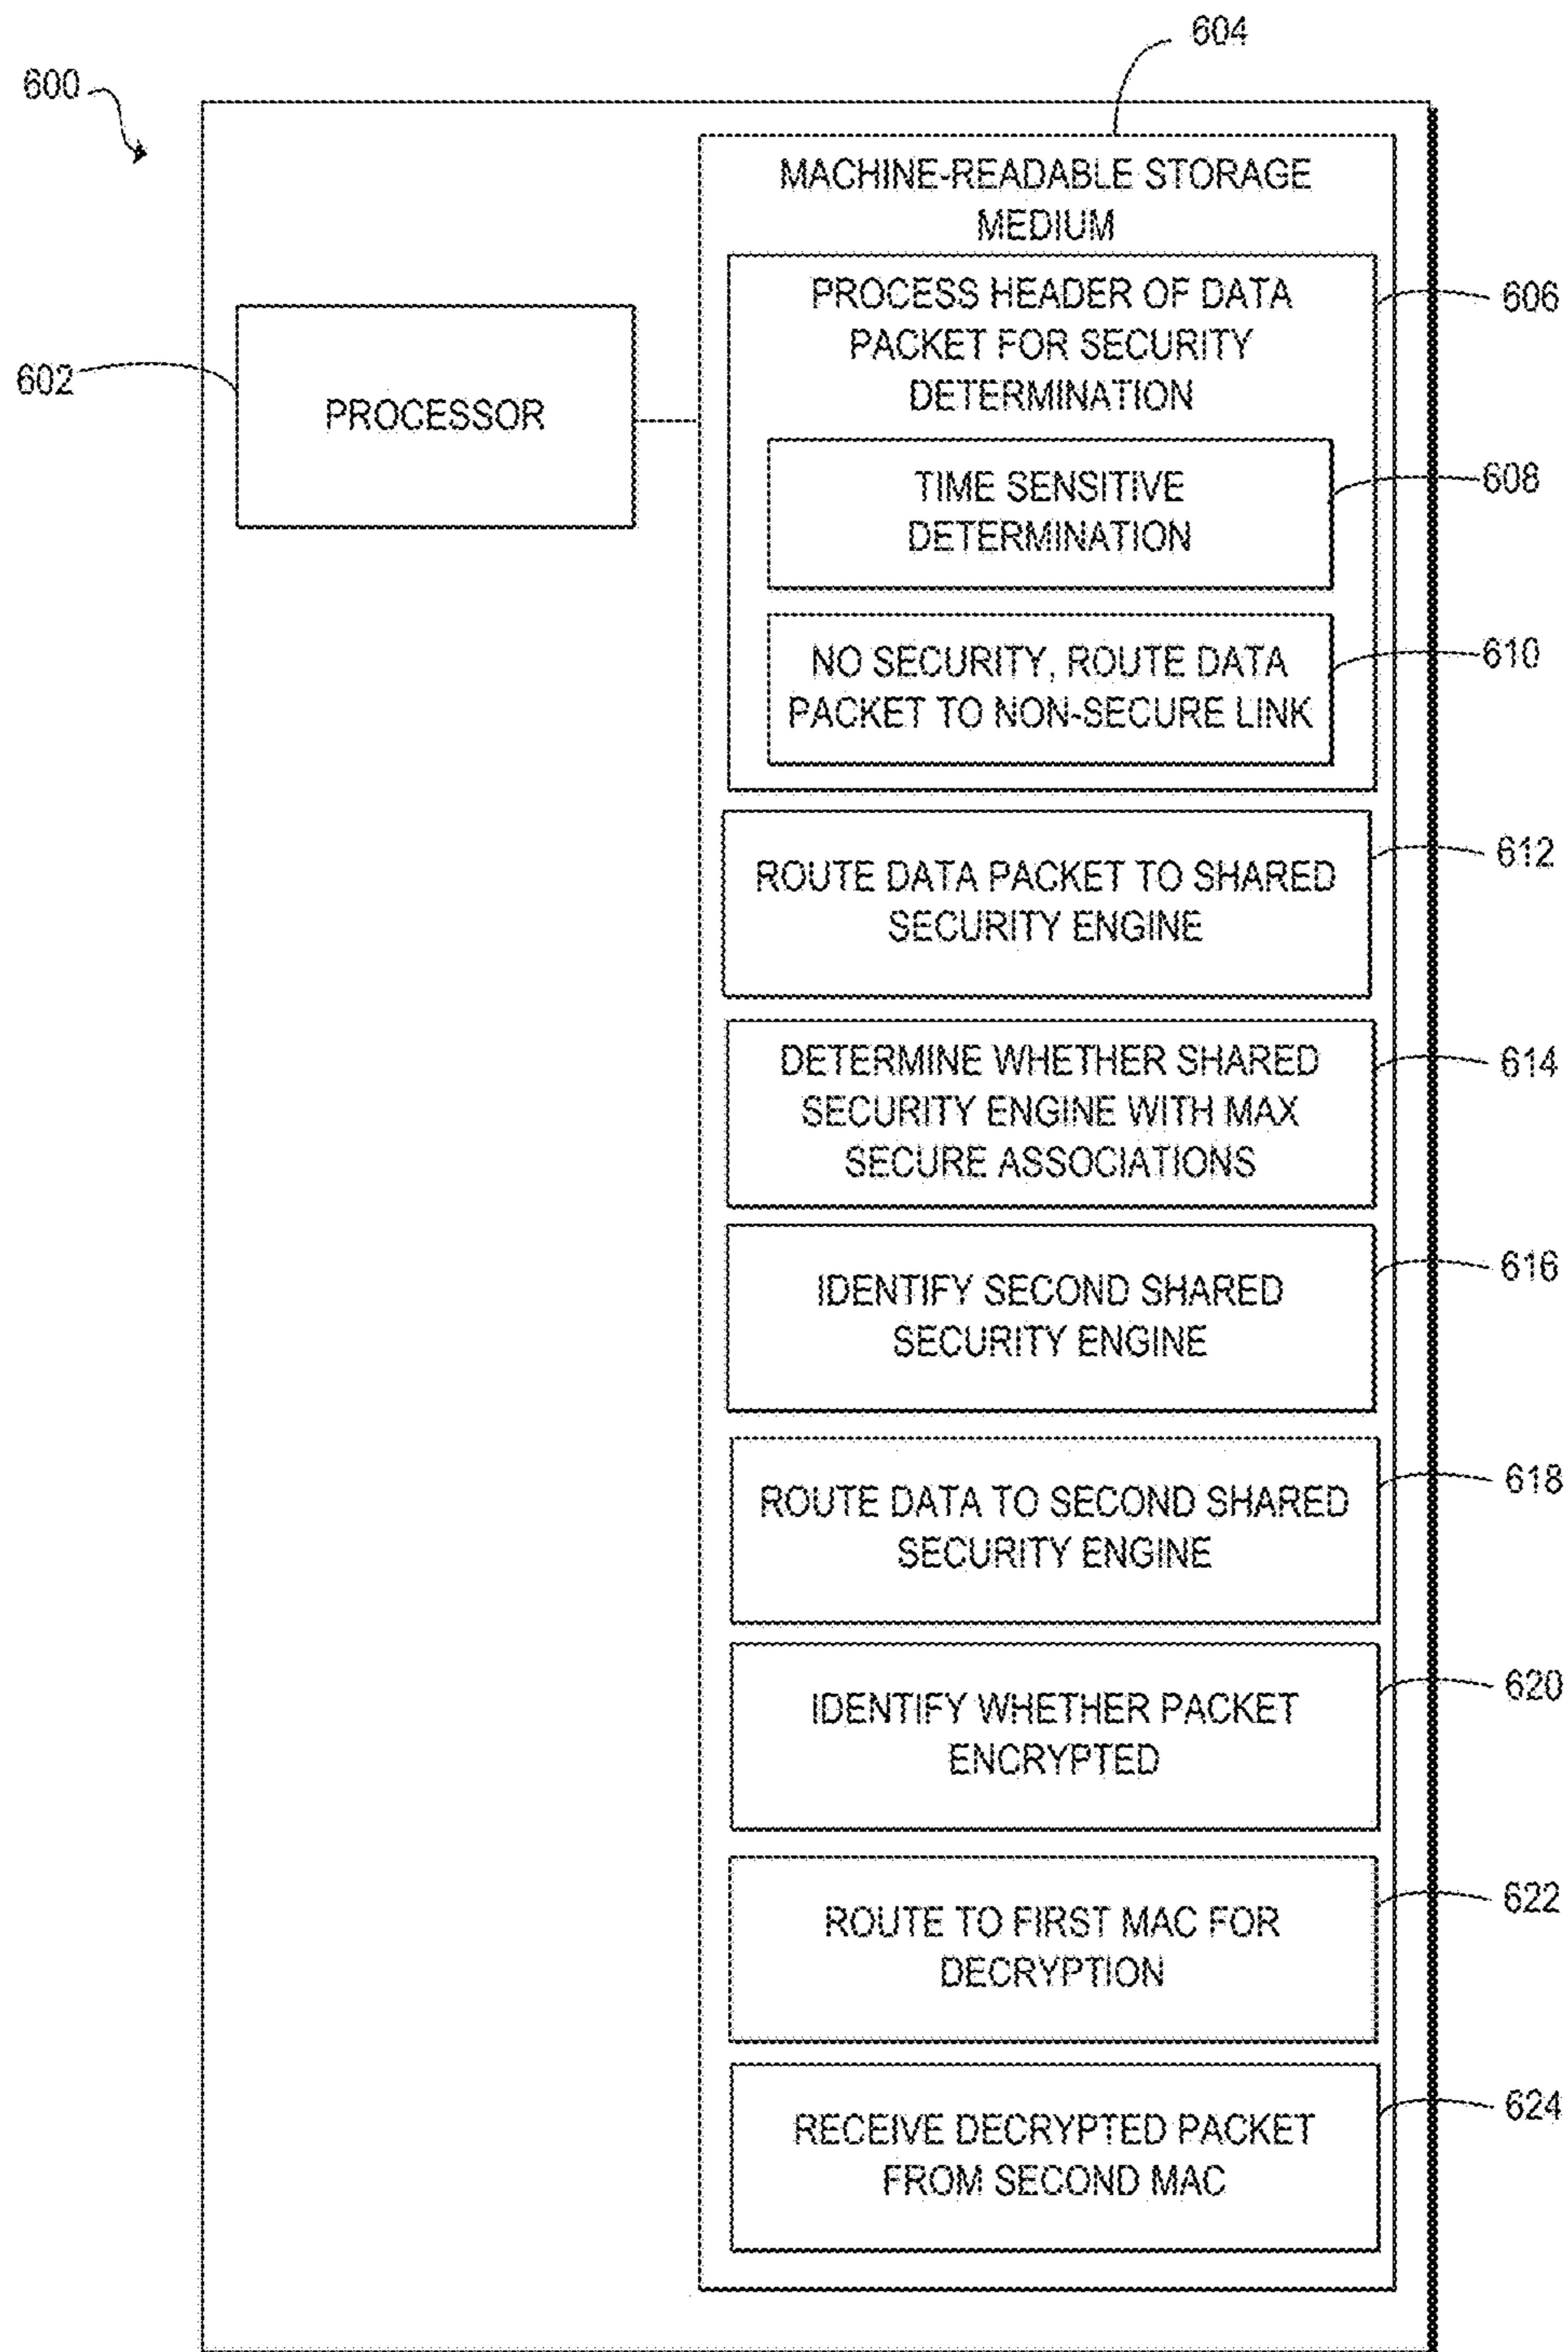 604
600
MACHINE-READABLE STORAGE
MEDIUM
PROCESS HEADER OF DATA
PACKET FOR SECURITY
DETERMINATION
606
602
PROCESSOR
TIME SENSITIVE
DETERMINATION
608
NO SECURITY, ROUTE DATA
PACKET TO NON-SECURE LINK
610
ROUTE DATA PACKET TO SHARED
SECURITY ENGINE
612
DETERMINE WHETHER SHARED
SECURITY ENGINE WITH MAX
SECURE ASSOCIATIONS
614
IDENTIFY SECOND SHARED
SECURITY ENGINE
616
ROUTE DATA TO SECOND SHARED
SECURITY ENGINE
618
IDENTIFY WHETHER PACKET
ENCRYPTED
620
ROUTE TO FIRST MAC FOR
DECRYPTION
622
RECEIVE DECRYPTED PACKET
FROM SECOND MAC
624